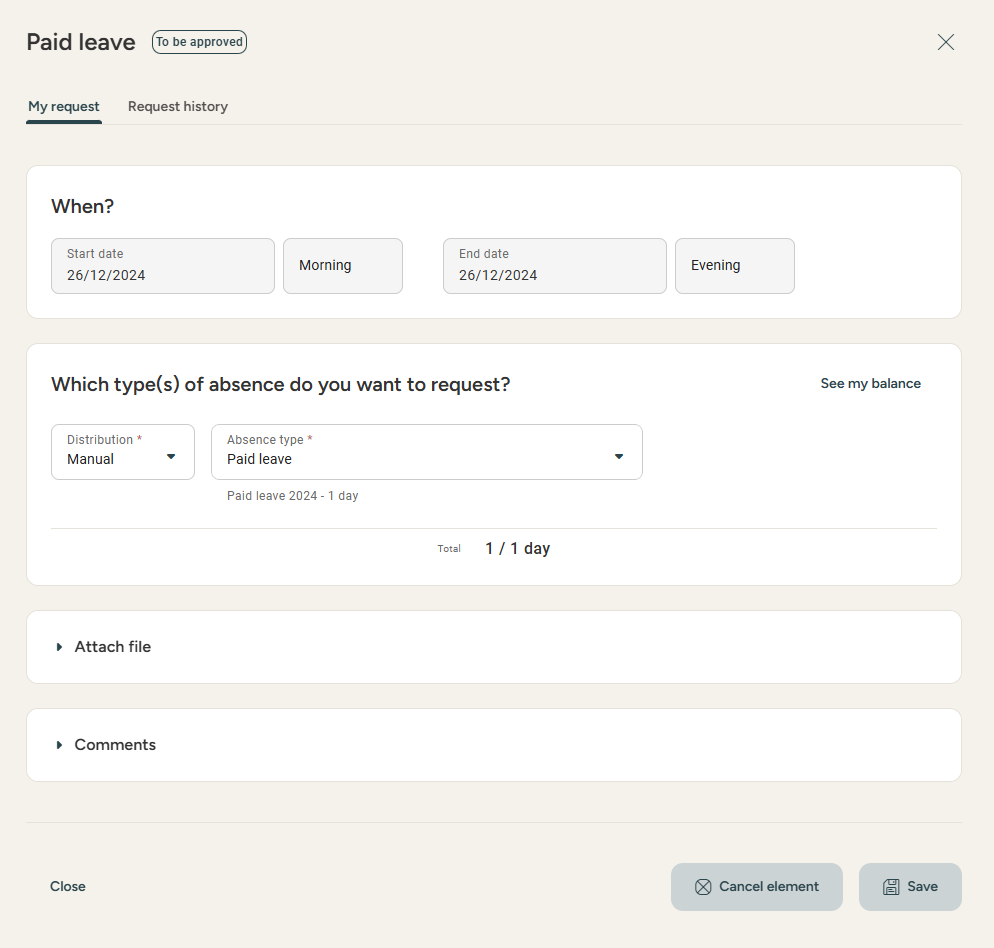 Paid leave To be approved
My request Request history
When?
Start date
26/12/2024
Morning
End date
26/12/2024
Evening
Which type(s) of absence do you want to request?
See my balance
Distribution *
Manual
Absence type *
Paid leave
Paid leave 2024 - 1 day
Total 1 / 1 day
Attach file
Comments
Close
Cancel element
Save